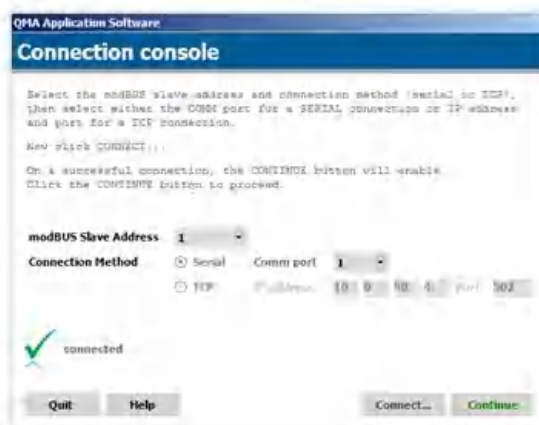 QMA Application Software
Connection console
Select the modBUS slave address and connection method (serial or TCP),
then select either the COMM port for a SERIAL connection or IP address
and port for a TCP connection.
Now click CONNECT...
On a successful connection, the CONTINUE button will enable.
Click the CONTINUE button to proceed.
modBUS Slave Address 1
Connection Method Serial Comm port 1
TCP IP address 10 0 50 Port 502
connected
Quit Help Connect... Continue